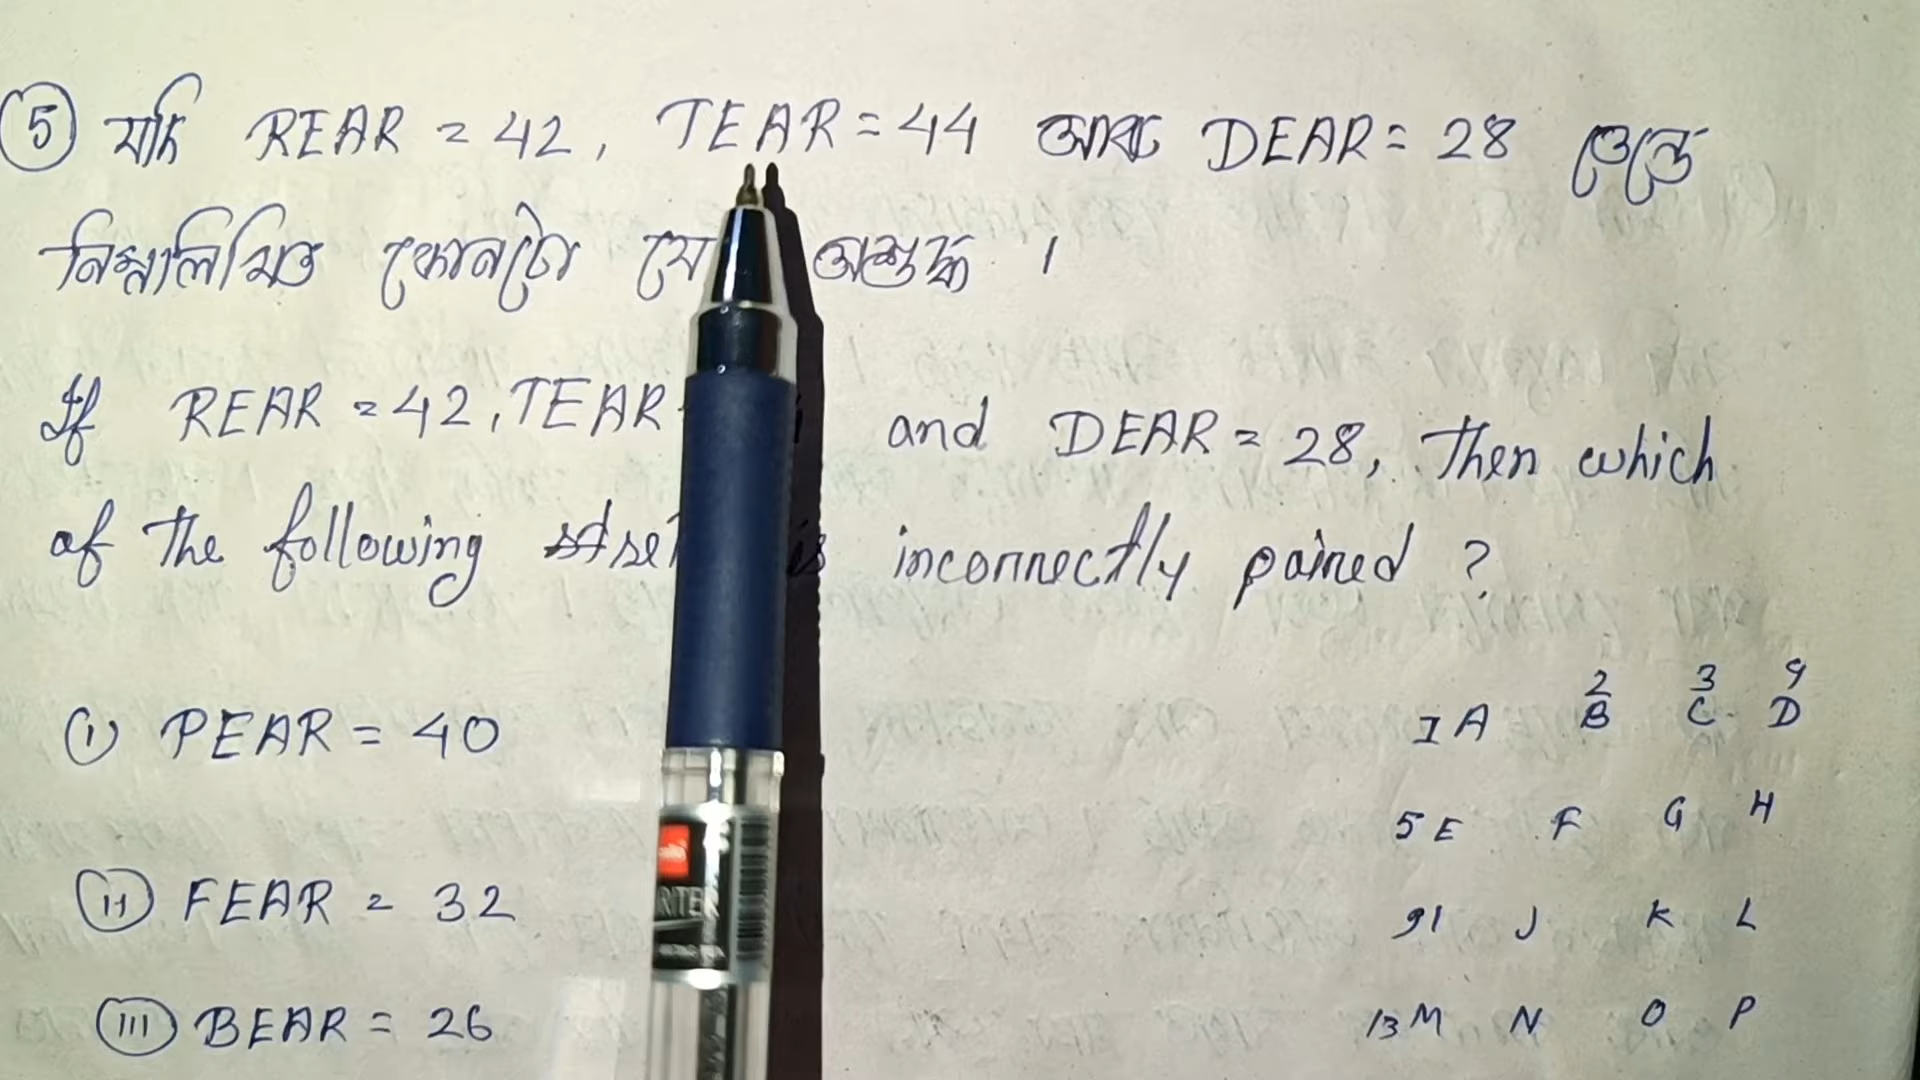 5 যদি REAR = 42, TEAR = 44 আৰু DEAR = 28
নিম্নলিখিত কোনটো অশুদ্ধ ।
If REAR = 42, TEAR and DEAR = 28, Then which
of the following is incorrectly paired ?
I PEAR = 40
II FEAR = 32
III BEAR = 26
2 3 4
1 A B C D
5 E F G H
9 I J K L
13 M N O P